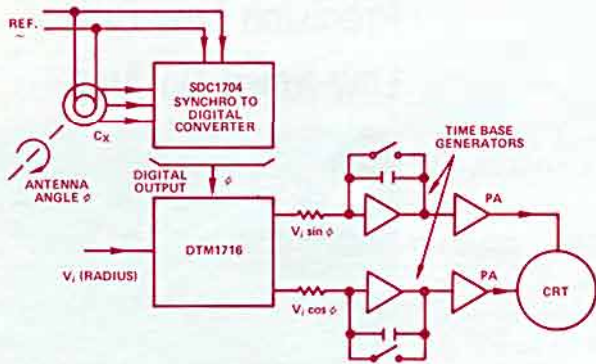 REF.
~
SDC1704
SYNCHRO TO
DIGITAL
CONVERTER
CX
ANTENNA
ANGLE ϕ
DIGITAL
OUTPUT
ϕ
TIME BASE
GENERATORS
DTM1716
Vi (RADIUS)
Vi sin ϕ
Vi cos ϕ
PA
PA
CRT